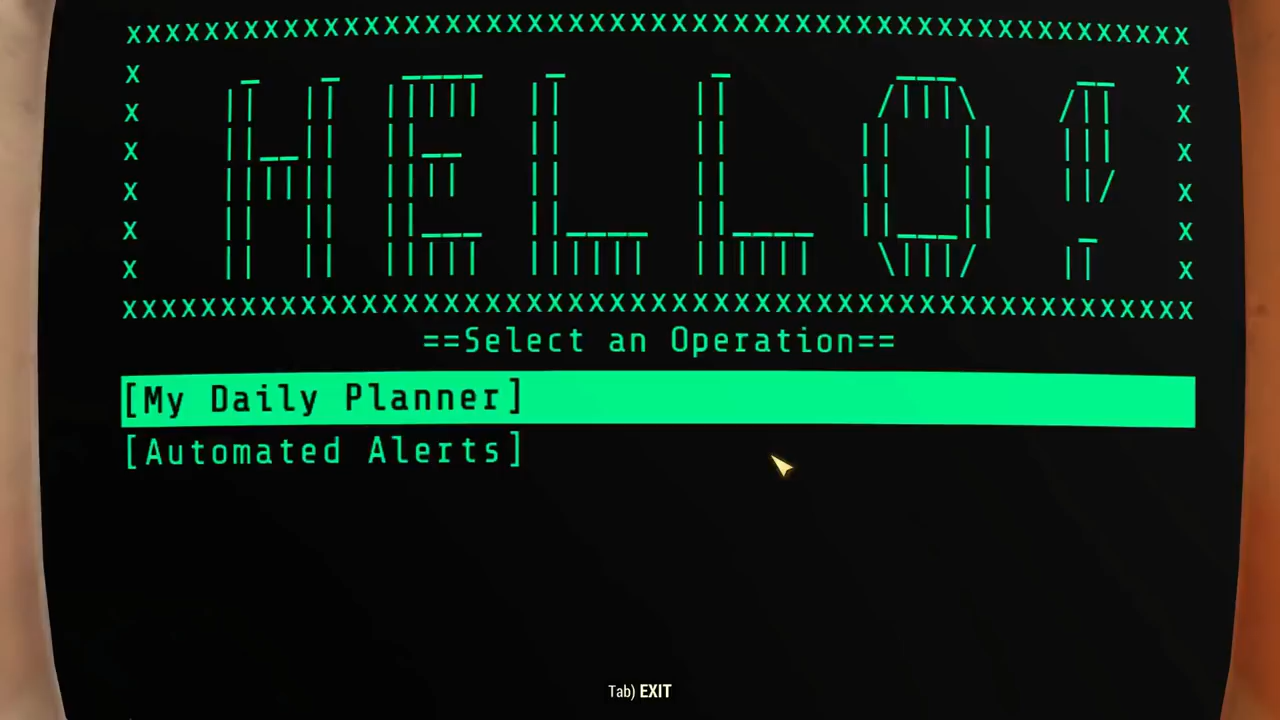 HELLO!
==Select an Operation==
[My Daily Planner]
[Automated Alerts]
Tab) EXIT